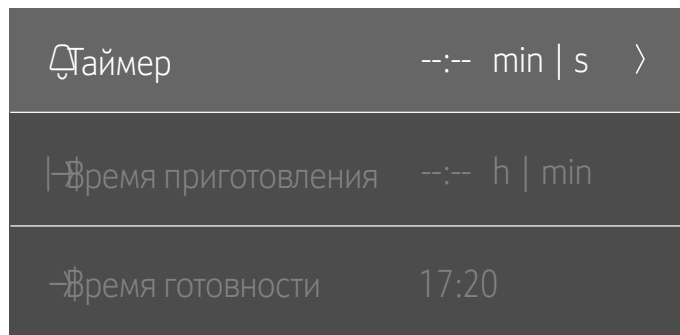 Таймер --:-- min | s
Время приготовления --:-- h | min
Время готовности 17:20